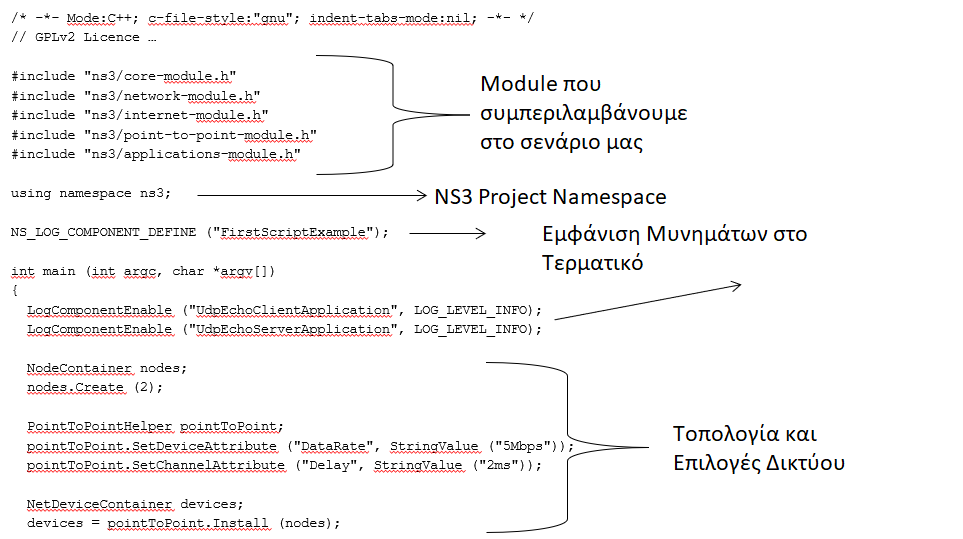 /* -*- Mode:C++; c-file-style:"gnu"; indent-tabs-mode:nil; -*- */
// GPLv2 Licence …
#include "ns3/core-module.h"
#include "ns3/network-module.h"
#include "ns3/internet-module.h"
#include "ns3/point-to-point-module.h"
#include "ns3/applications-module.h"
Module που
συμπεριλαμβάνουμε
στο σενάριο μας
using namespace ns3;
NS3 Project Namespace
NS_LOG_COMPONENT_DEFINE ("FirstScriptExample");
Εμφάνιση Μυνημάτων στο
Τερματικό
int main (int argc, char *argv[])
{
LogComponentEnable ("UdpEchoClientApplication", LOG_LEVEL_INFO);
LogComponentEnable ("UdpEchoServerApplication", LOG_LEVEL_INFO);
NodeContainer nodes;
nodes.Create (2);
PointToPointHelper pointToPoint;
pointToPoint.SetDeviceAttribute ("DataRate", StringValue ("5Mbps"));
pointToPoint.SetChannelAttribute ("Delay", StringValue ("2ms"));
NetDeviceContainer devices;
devices = pointToPoint.Install (nodes);
Τοπολογία και
Επιλογές Δικτύου